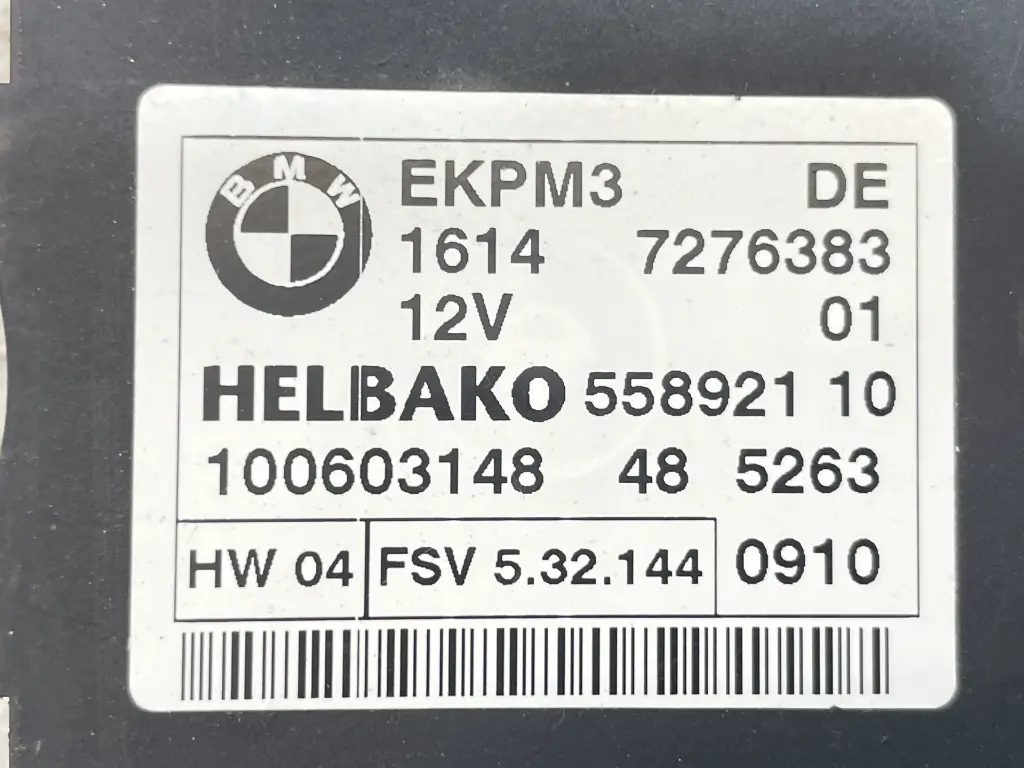 BMW
EKPM3 DE
1614 7276383
12V 01
HELBAKO 558921 10
100603148 48 5263
HW 04 FSV 5.32.144 0910